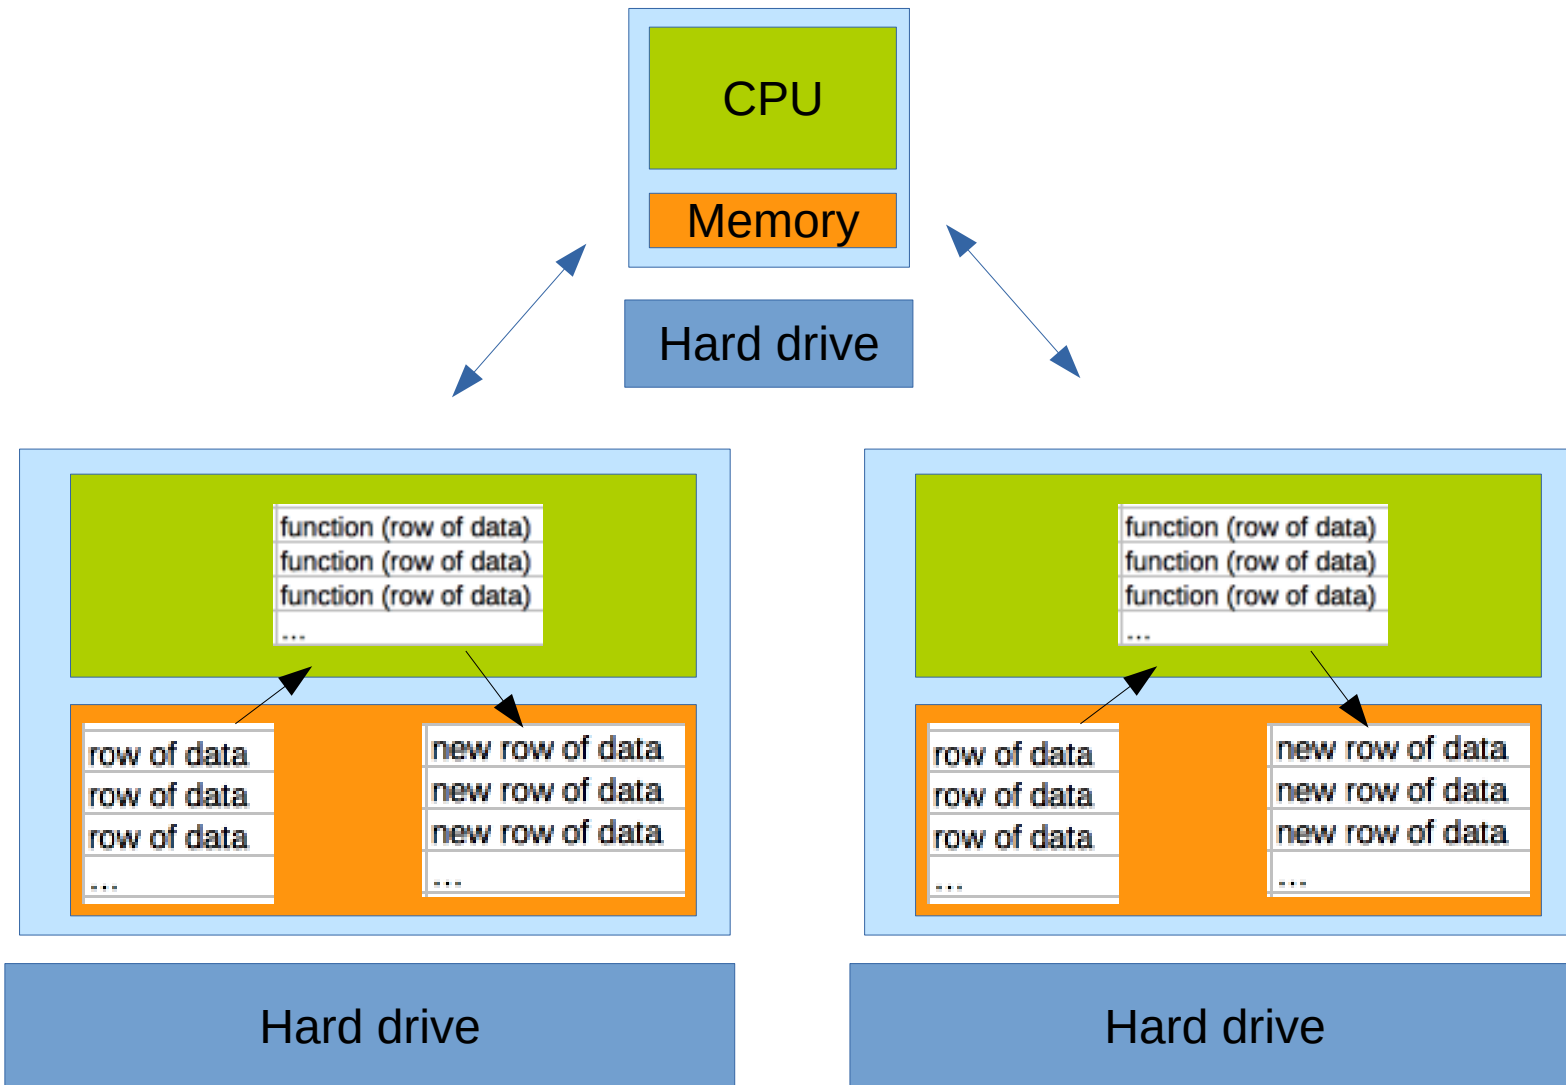 CPU
Memory
Hard drive
function (row of data)
function (row of data)
function (row of data)
...
row of data
row of data
row of data
...
new row of data
new row of data
new row of data
...
Hard drive
function (row of data)
function (row of data)
function (row of data)
...
row of data
row of data
row of data
...
new row of data
new row of data
new row of data
...
Hard drive